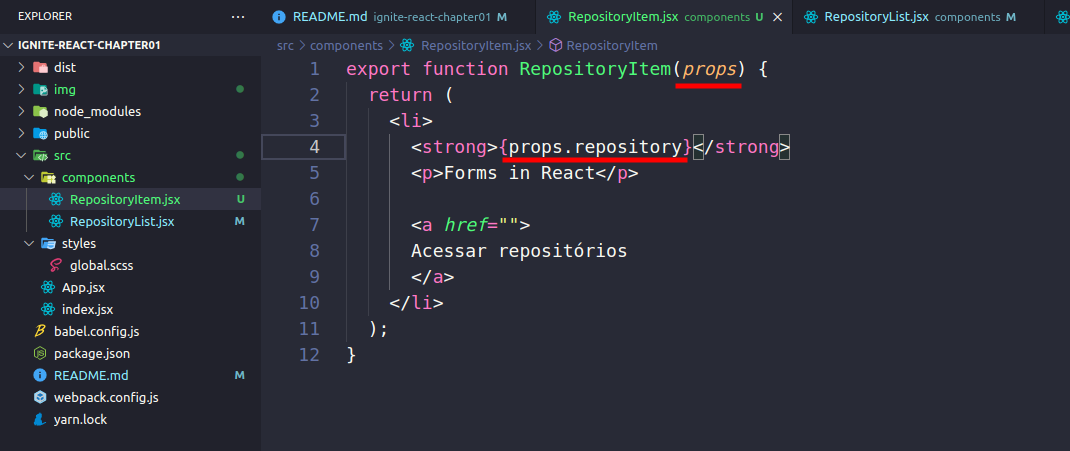 EXPLORER ···
README.md ignite-react-chapter01 M
RepositoryItem.jsx components U
RepositoryList.jsx components M
IGNITE-REACT-CHAPTER01
dist
img
node_modules
public
src
components
RepositoryItem.jsx U
RepositoryList.jsx M
styles
global.scss
App.jsx
index.jsx
babel.config.js
package.json
README.md M
webpack.config.js
yarn.lock
src > components > RepositoryItem.jsx > RepositoryItem
1 export function RepositoryItem(props) {
2 return (
3 <li>
4 <strong>{props.repository}</strong>
5 <p>Forms in React</p>
6
7 <a href="">
8 Acessar repositórios
9 </a>
10 </li>
11 );
12 }